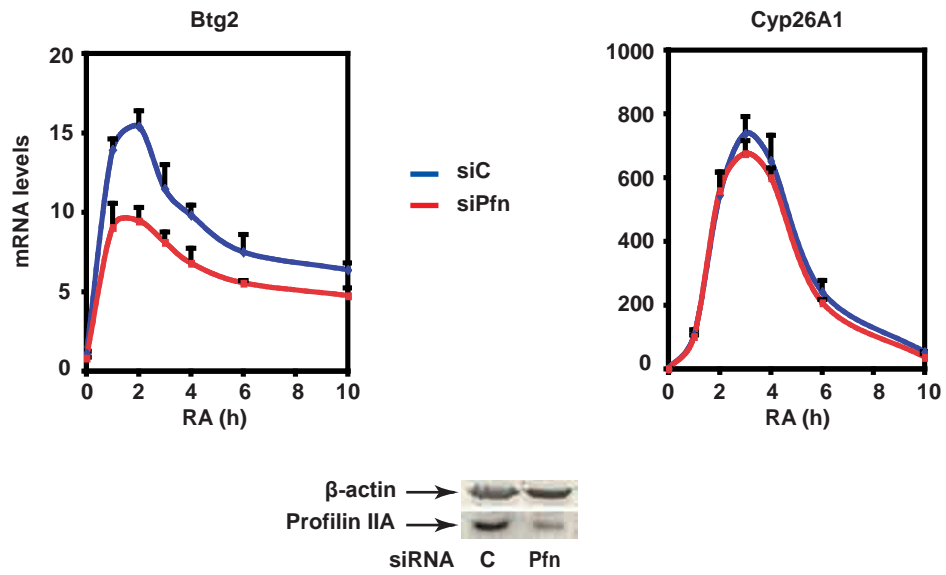 Btg2
20
15
10
5
0
mRNA levels
0 2 4 6 8 10
RA (h)
siC
siPfn
Cyp26A1
1000
800
600
400
200
0
0 2 4 6 8 10
RA (h)
β-actin
Profilin IIA
siRNA C Pfn